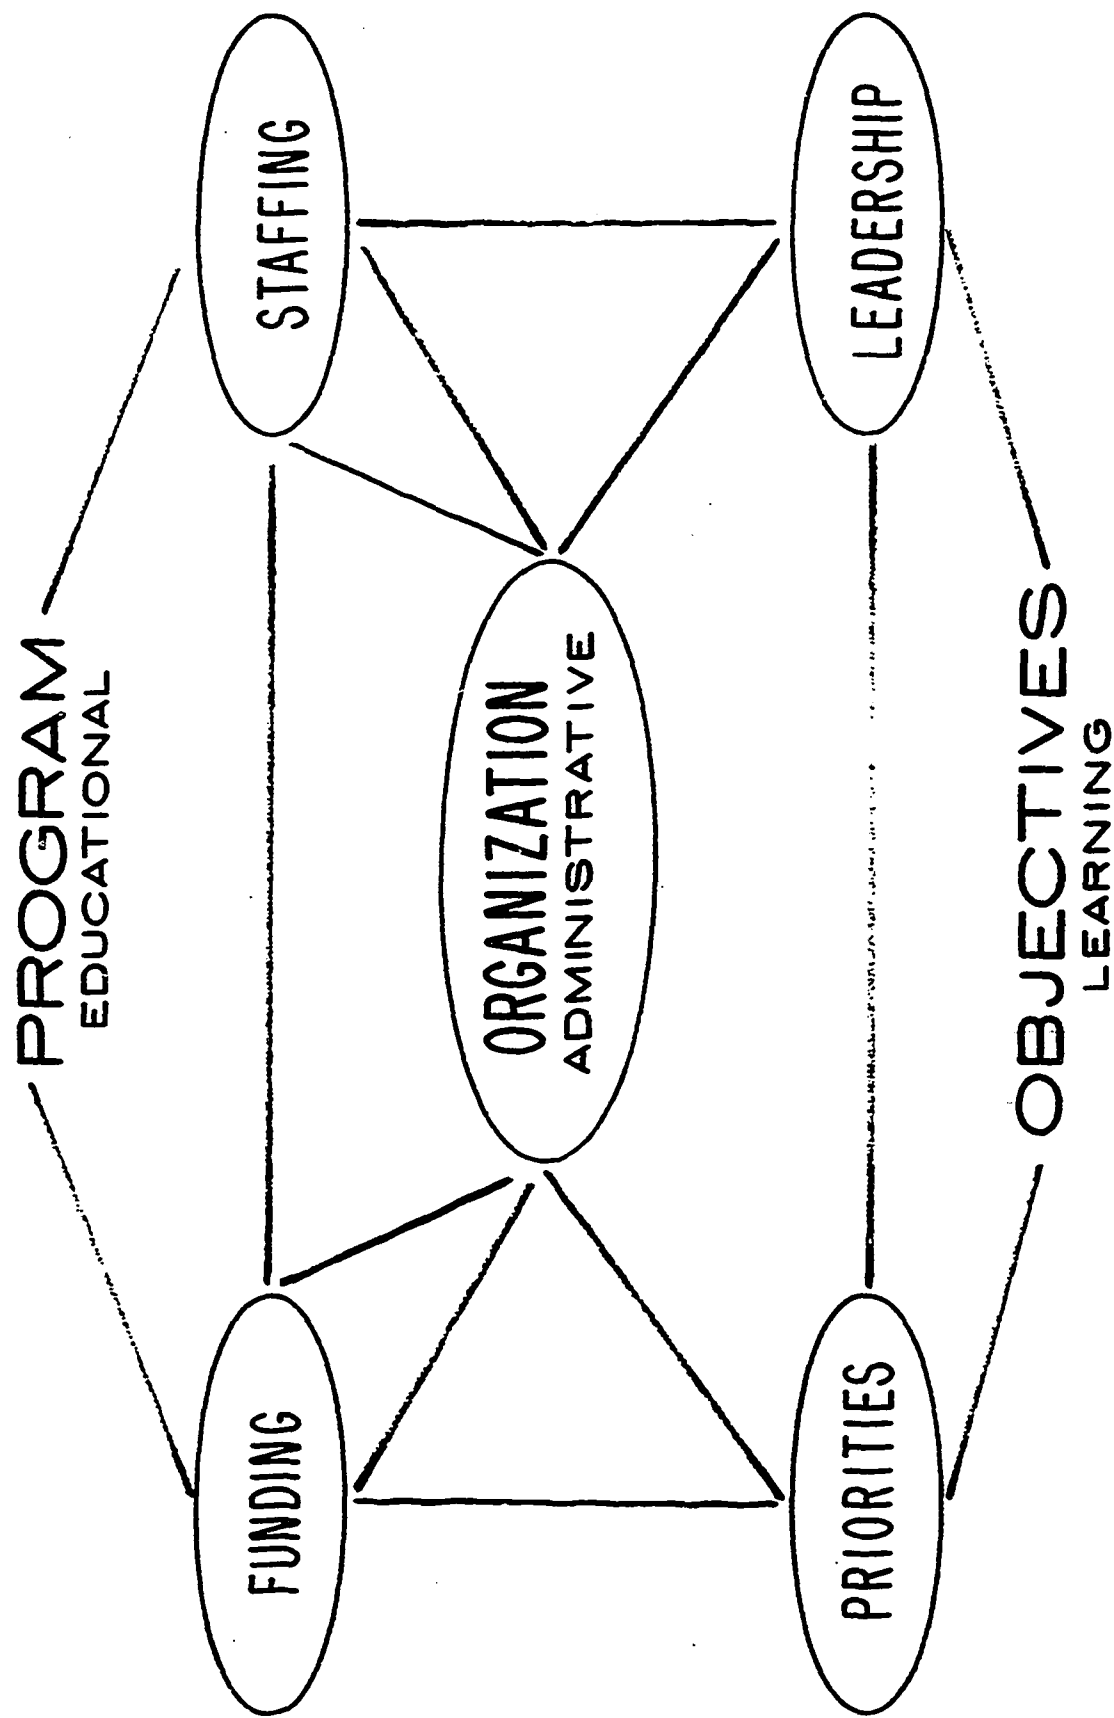 PROGRAM
EDUCATIONAL
FUNDING
STAFFING
ORGANIZATION
ADMINISTRATIVE
PRIORITIES
LEADERSHIP
OBJECTIVES
LEARNING